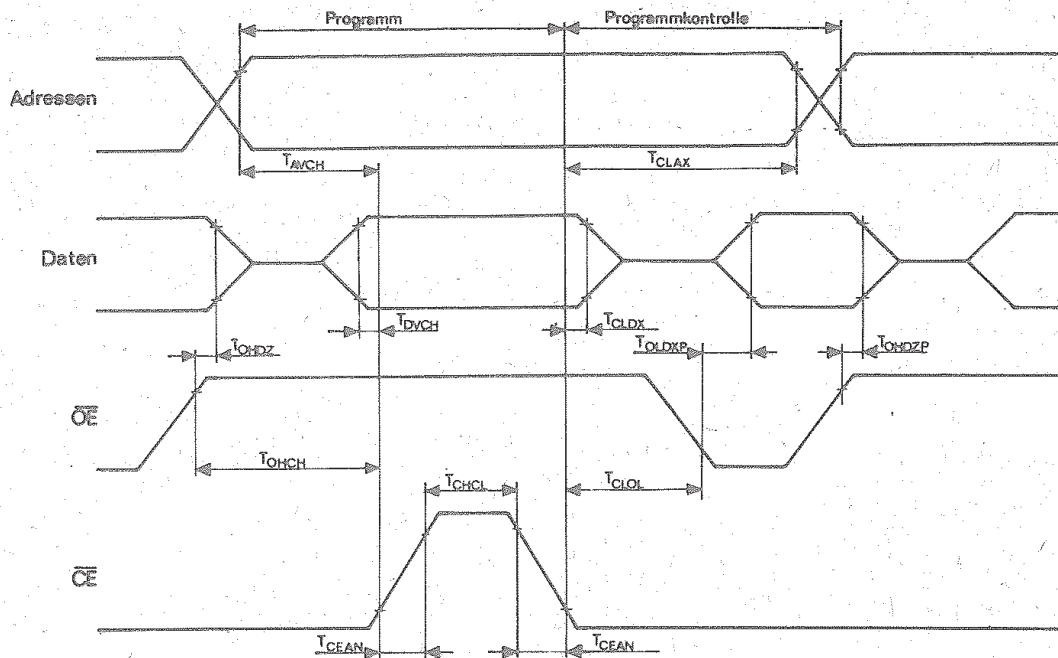 Programm
Programmkontrolle
Adressen
TAVCH
TCLAX
Daten
TDVCH
TCLDX
TOHDZ
TOLDXP
TOHDZP
OE
TOHCH
TCHCL
TCLOL
CE
TCEAN
TCEAN